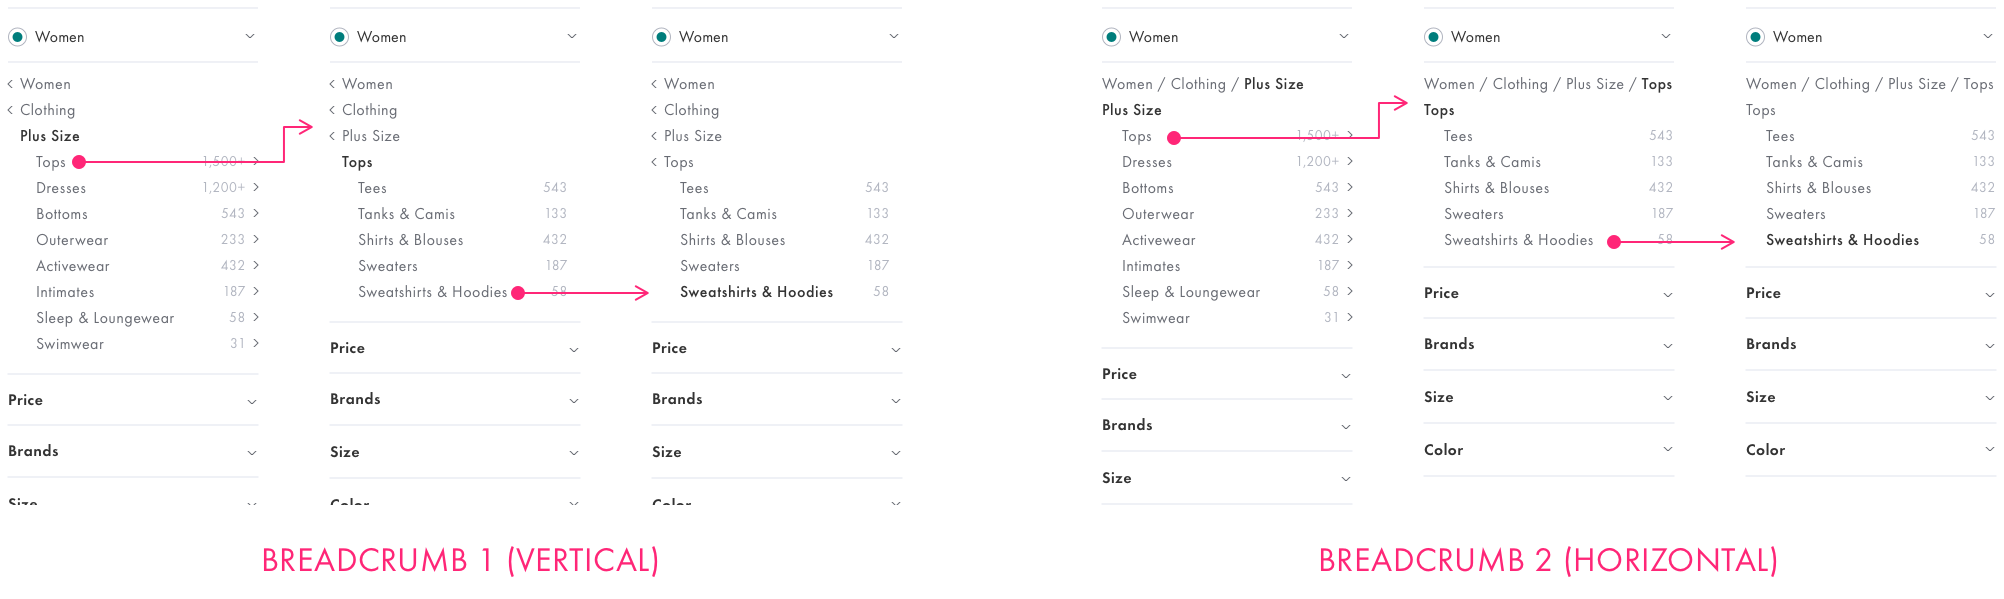 Women
< Women
< Clothing
Plus Size
Tops 1,500+ >
Dresses 1,200+ >
Bottoms 543 >
Outerwear 233 >
Activewear 432 >
Intimates 187 >
Sleep & Loungewear 58 >
Swimwear 31 >
Price
Brands
Size
Women
< Women
< Clothing
< Plus Size
Tops
Tees 543
Tanks & Camis 133
Shirts & Blouses 432
Sweaters 187
Sweatshirts & Hoodies 58
Price
Brands
Size
Color
Women
< Women
< Clothing
< Plus Size
< Tops
Tees 543
Tanks & Camis 133
Shirts & Blouses 432
Sweaters 187
Sweatshirts & Hoodies 58
Price
Brands
Size
Color
BREADCRUMB 1 (VERTICAL)
Women
Women / Clothing / Plus Size
Plus Size
Tops 1,500+ >
Dresses 1,200+ >
Bottoms 543 >
Outerwear 233 >
Activewear 432 >
Intimates 187 >
Sleep & Loungewear 58 >
Swimwear 31 >
Price
Brands
Size
Women
Women / Clothing / Plus Size / Tops
Tops
Tees 543
Tanks & Camis 133
Shirts & Blouses 432
Sweaters 187
Sweatshirts & Hoodies 58
Price
Brands
Size
Color
Women
Women / Clothing / Plus Size / Tops
Tops
Tees 543
Tanks & Camis 133
Shirts & Blouses 432
Sweaters 187
Sweatshirts & Hoodies 58
Price
Brands
Size
Color
BREADCRUMB 2 (HORIZONTAL)